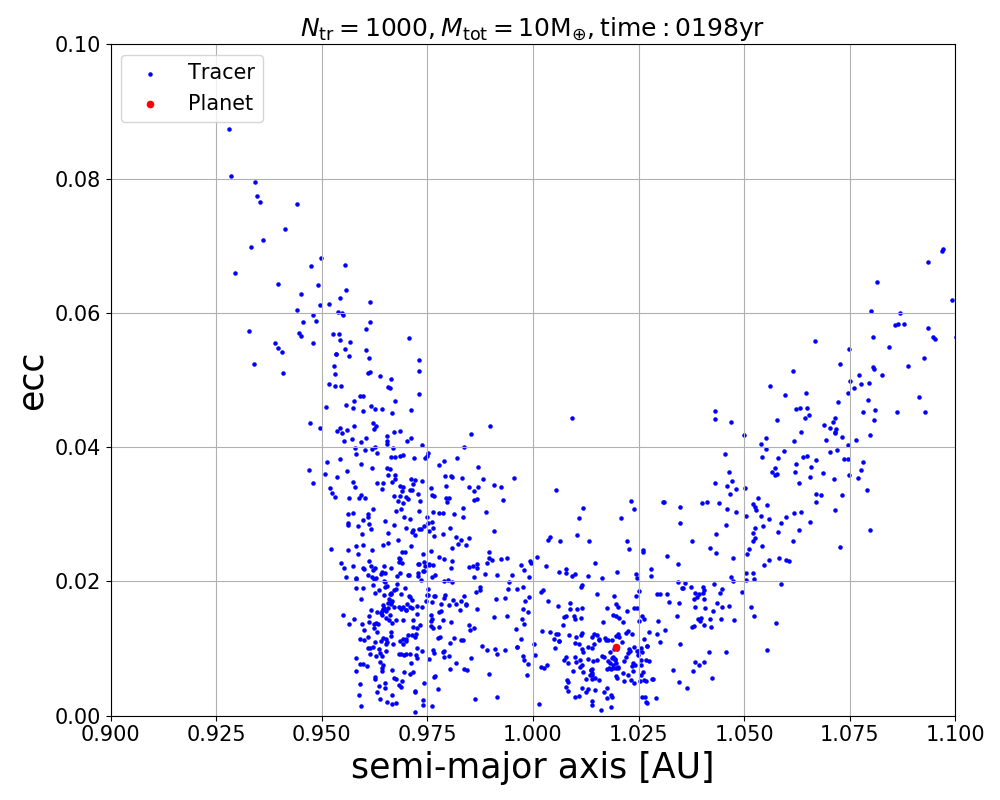 N_tr = 1000, M_tot = 10M_⊕, time : 0198yr
Tracer
Planet
ecc
0.10
0.08
0.06
0.04
0.02
0.00
0.900 0.925 0.950 0.975 1.000 1.025 1.050 1.075 1.100
semi-major axis [AU]